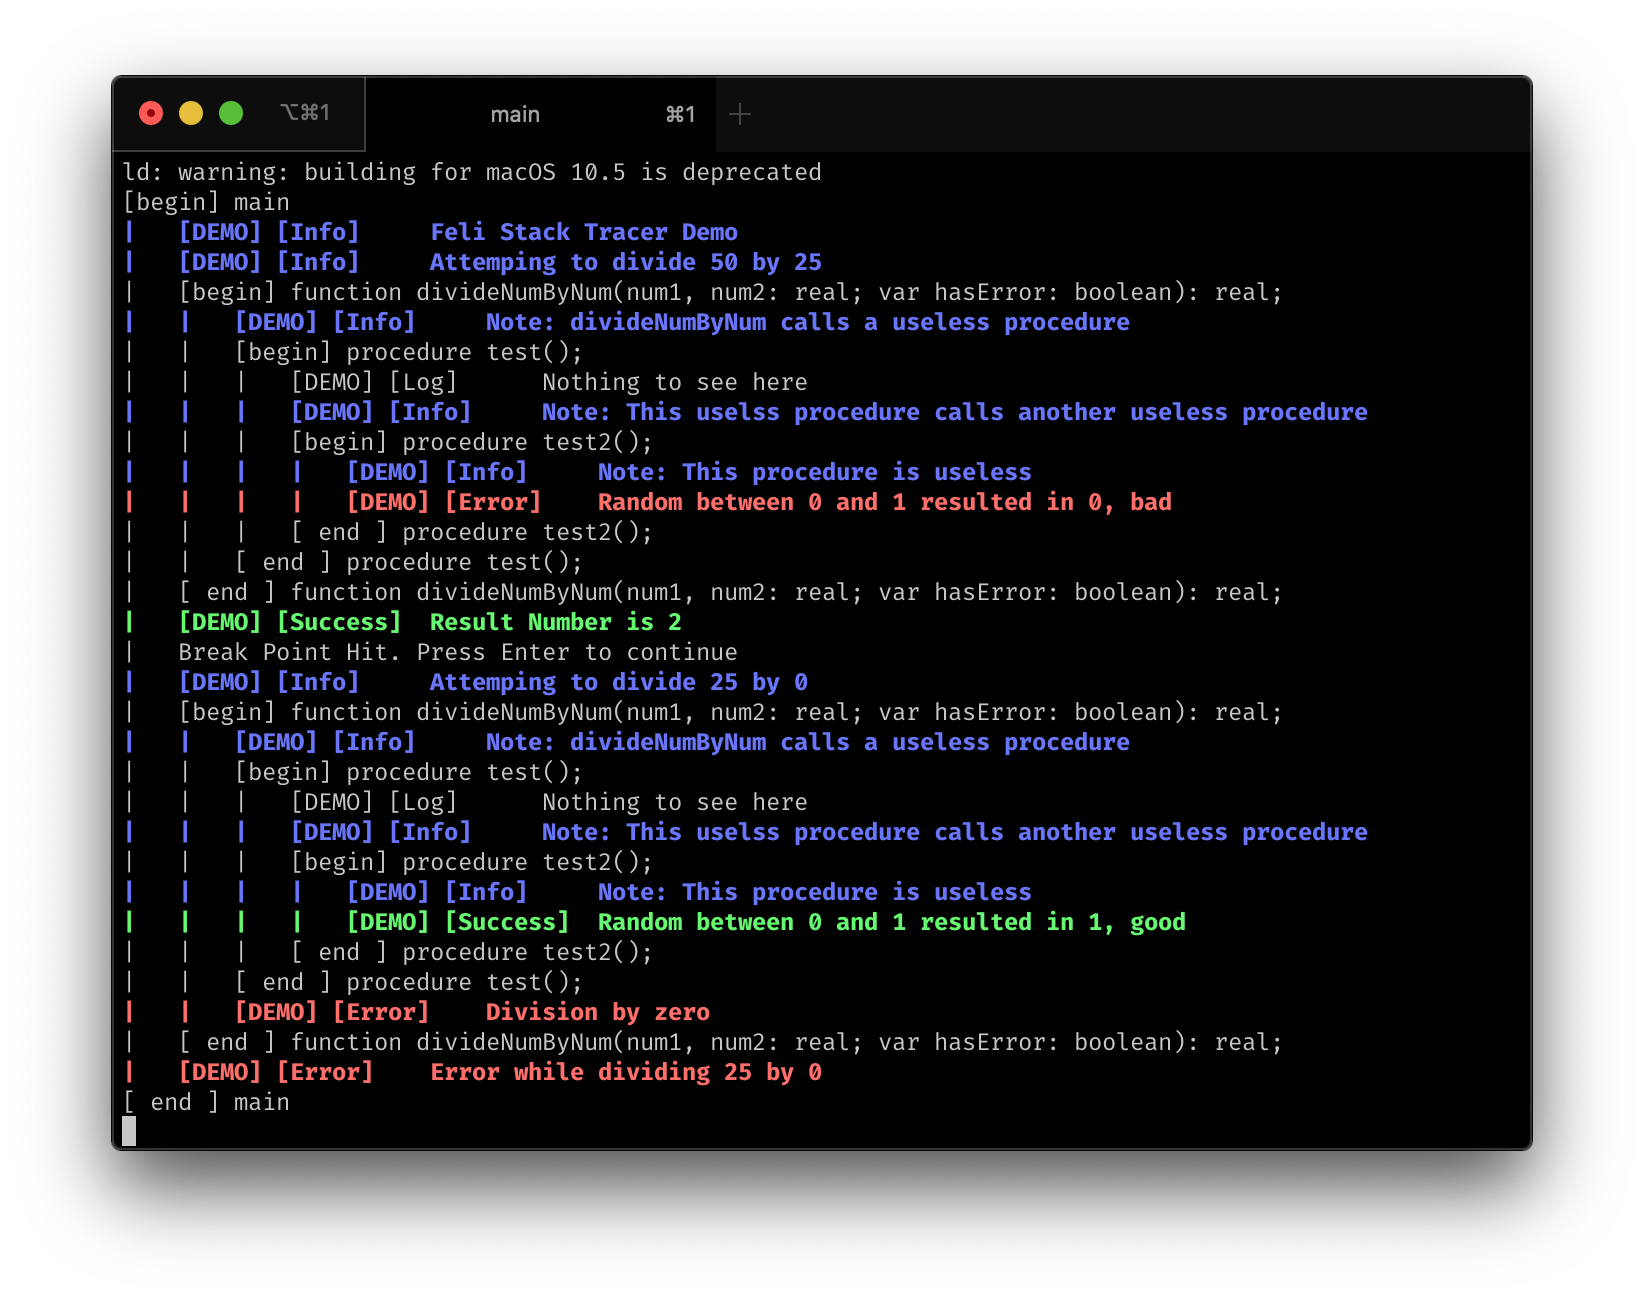 ⌥⌘1 main ⌘1 +
ld: warning: building for macOS 10.5 is deprecated
[begin] main
|   [DEMO] [Info]     Feli Stack Tracer Demo
|   [DEMO] [Info]     Attemping to divide 50 by 25
|   [begin] function divideNumByNum(num1, num2: real; var hasError: boolean): real;
|   |   [DEMO] [Info]     Note: divideNumByNum calls a useless procedure
|   |   [begin] procedure test();
|   |   |   [DEMO] [Log]      Nothing to see here
|   |   |   [DEMO] [Info]     Note: This uselss procedure calls another useless procedure
|   |   |   [begin] procedure test2();
|   |   |   |   [DEMO] [Info]     Note: This procedure is useless
|   |   |   |   [DEMO] [Error]    Random between 0 and 1 resulted in 0, bad
|   |   |   [ end ] procedure test2();
|   |   [ end ] procedure test();
|   [ end ] function divideNumByNum(num1, num2: real; var hasError: boolean): real;
|   [DEMO] [Success]  Result Number is 2
|   Break Point Hit. Press Enter to continue
|   [DEMO] [Info]     Attemping to divide 25 by 0
|   [begin] function divideNumByNum(num1, num2: real; var hasError: boolean): real;
|   |   [DEMO] [Info]     Note: divideNumByNum calls a useless procedure
|   |   [begin] procedure test();
|   |   |   [DEMO] [Log]      Nothing to see here
|   |   |   [DEMO] [Info]     Note: This uselss procedure calls another useless procedure
|   |   |   [begin] procedure test2();
|   |   |   |   [DEMO] [Info]     Note: This procedure is useless
|   |   |   |   [DEMO] [Success]  Random between 0 and 1 resulted in 1, good
|   |   |   [ end ] procedure test2();
|   |   [ end ] procedure test();
|   |   [DEMO] [Error]    Division by zero
|   [ end ] function divideNumByNum(num1, num2: real; var hasError: boolean): real;
|   [DEMO] [Error]    Error while dividing 25 by 0
[ end ] main